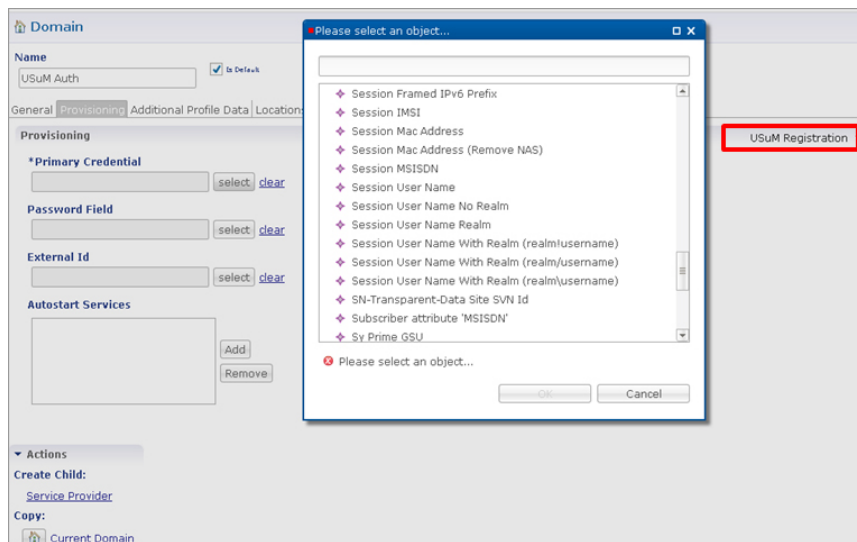 Domain
Name
USuM Auth
Is Default
General Provisioning Additional Profile Data Location
Provisioning
*Primary Credential
select clear
Password Field
select clear
External Id
select clear
Autostart Services
Add
Remove
Actions
Create Child:
Service Provider
Copy:
Current Domain
Please select an object...
Session Framed IPv6 Prefix
Session IMSI
Session Mac Address
Session Mac Address (Remove NAS)
Session MSISDN
Session User Name
Session User Name No Realm
Session User Name Realm
Session User Name With Realm (realm!username)
Session User Name With Realm (realm/username)
Session User Name With Realm (realm\username)
SN-Transparent-Data Site SVN Id
Subscriber attribute 'MSISDN'
Sy Prime GSU
Please select an object...
OK
Cancel
USuM Registration